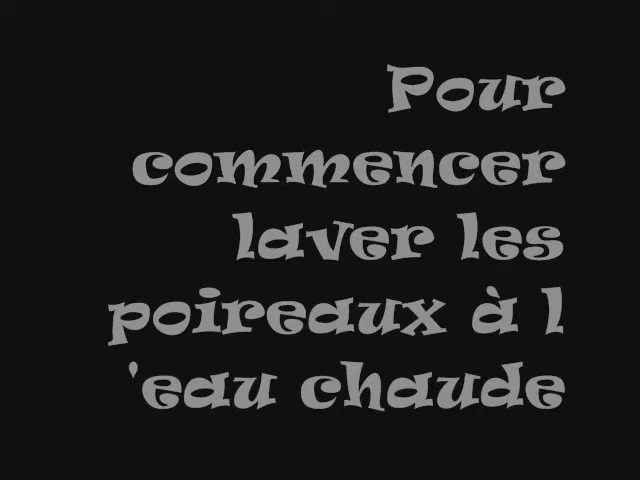 Pour
commencer
laver les
poireaux à l
'eau chaude